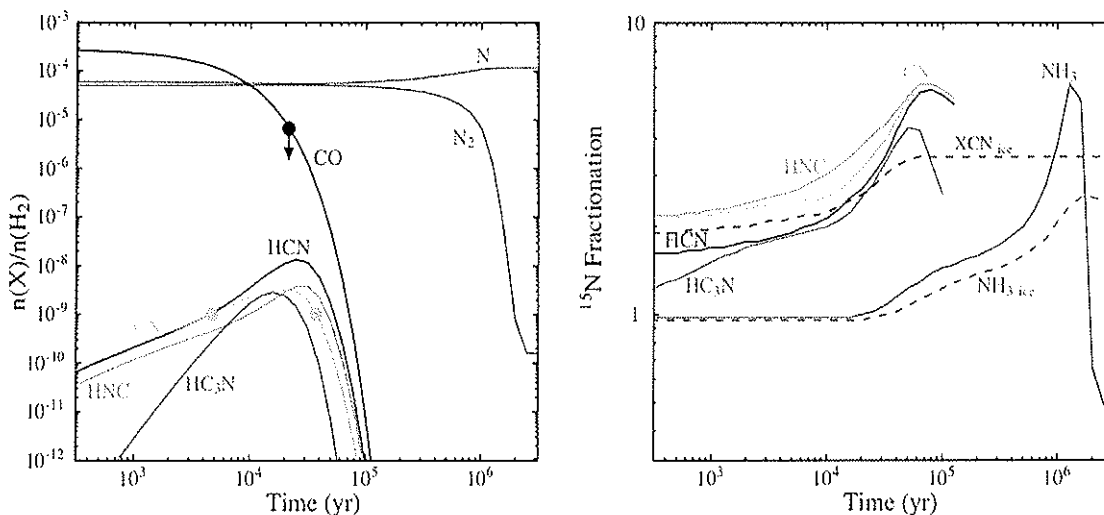 10⁻³
10⁻⁴
10⁻⁵
10⁻⁶
10⁻⁷
10⁻⁸
10⁻⁹
10⁻¹⁰
10⁻¹¹
10⁻¹²
n(X)/n(H₂)
N
N₂
CO
HCN
CN
HNC
HC₃N
10³
10⁴
10⁵
10⁶
Time (yr)
10
1
¹⁵N Fractionation
CN
NH₃
HNC
XCN ice
HCN
HC₃N
NH₃ ice
10³
10⁴
10⁵
10⁶
Time (yr)